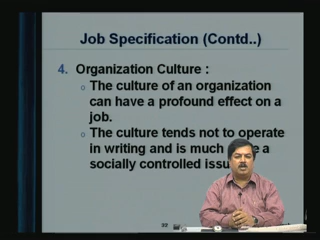 Job Specification (Contd..)
4. Organization Culture :
o The culture of an organization
can have a profound effect on a
job.
o The culture tends not to operate
in writing and is much a
socially controlled